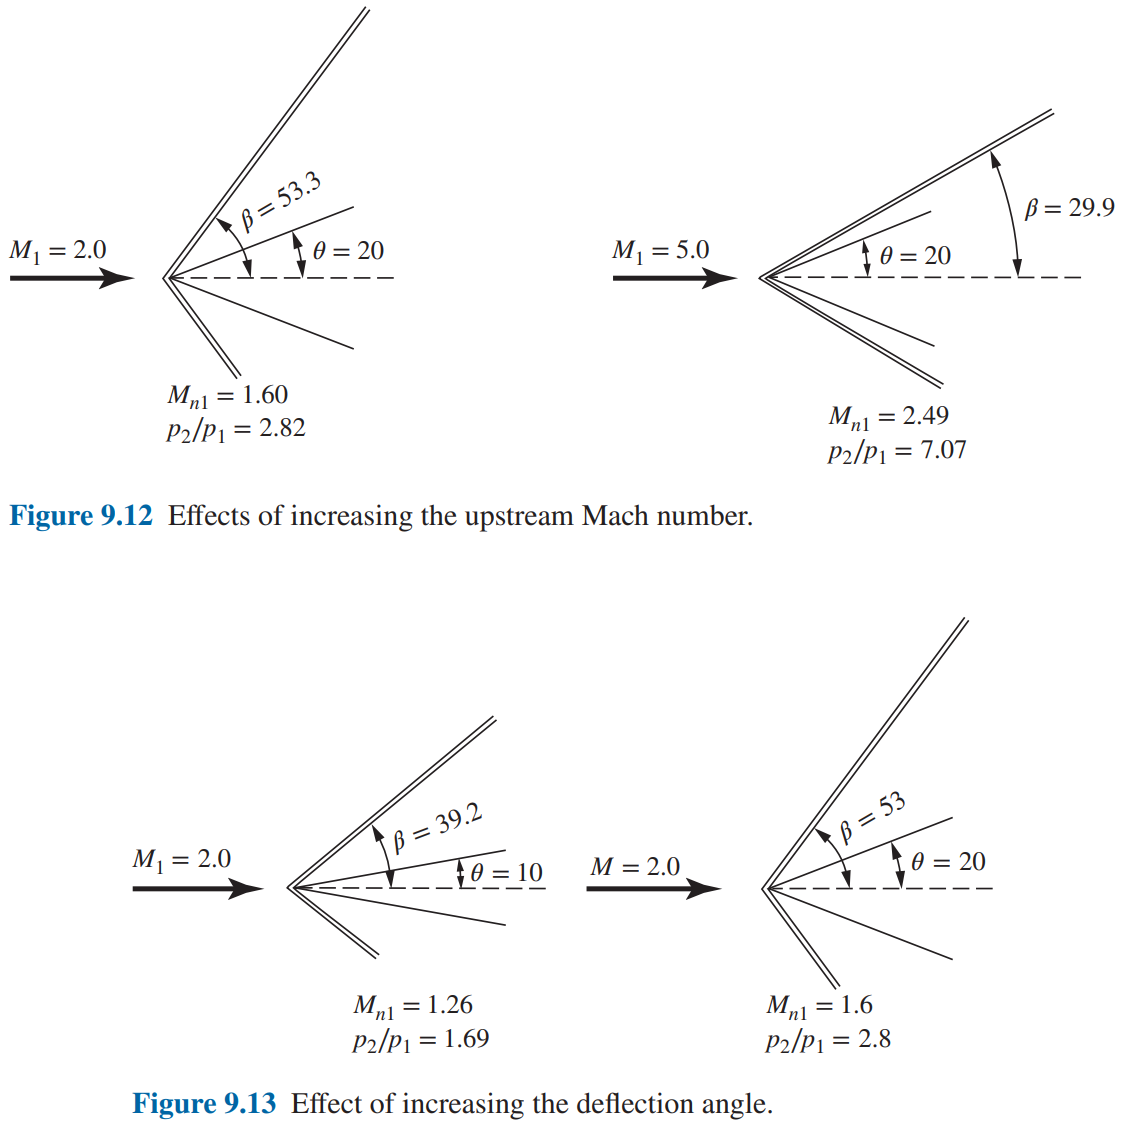 β = 53.3
M₁ = 2.0
θ = 20
Mₙ₁ = 1.60
p₂/p₁ = 2.82
β = 29.9
M₁ = 5.0
θ = 20
Mₙ₁ = 2.49
p₂/p₁ = 7.07
Figure 9.12 Effects of increasing the upstream Mach number.
β = 39.2
M₁ = 2.0
θ = 10
Mₙ₁ = 1.26
p₂/p₁ = 1.69
β = 53
M = 2.0
θ = 20
Mₙ₁ = 1.6
p₂/p₁ = 2.8
Figure 9.13 Effect of increasing the deflection angle.